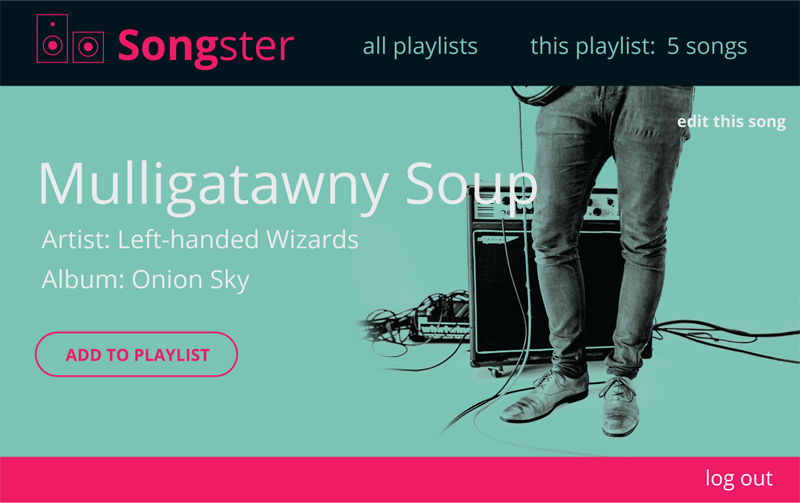 Songster
all playlists
this playlist: 5 songs
edit this song
Mulligatawny Soup
Artist: Left-handed Wizards
Album: Onion Sky
ADD TO PLAYLIST
log out